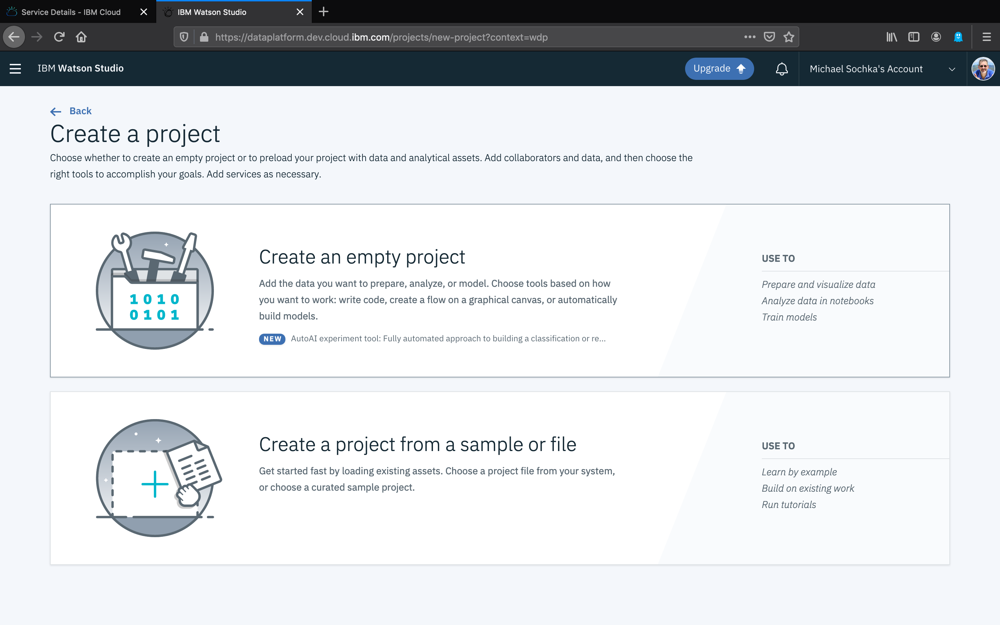 Service Details - IBM Cloud
IBM Watson Studio
https://dataplatform.dev.cloud.ibm.com/projects/new-project?context=wdp
IBM Watson Studio
Upgrade
Michael Sochka's Account
Back
Create a project
Choose whether to create an empty project or to preload your project with data and analytical assets. Add collaborators and data, and then choose the
right tools to accomplish your goals. Add services as necessary.
1 0 1 0
0 1 0 1
Create an empty project
Add the data you want to prepare, analyze, or model. Choose tools based on how
you want to work: write code, create a flow on a graphical canvas, or automatically
build models.
NEW AutoAI experiment tool: Fully automated approach to building a classification or re...
USE TO
Prepare and visualize data
Analyze data in notebooks
Train models
Create a project from a sample or file
Get started fast by loading existing assets. Choose a project file from your system,
or choose a curated sample project.
USE TO
Learn by example
Build on existing work
Run tutorials